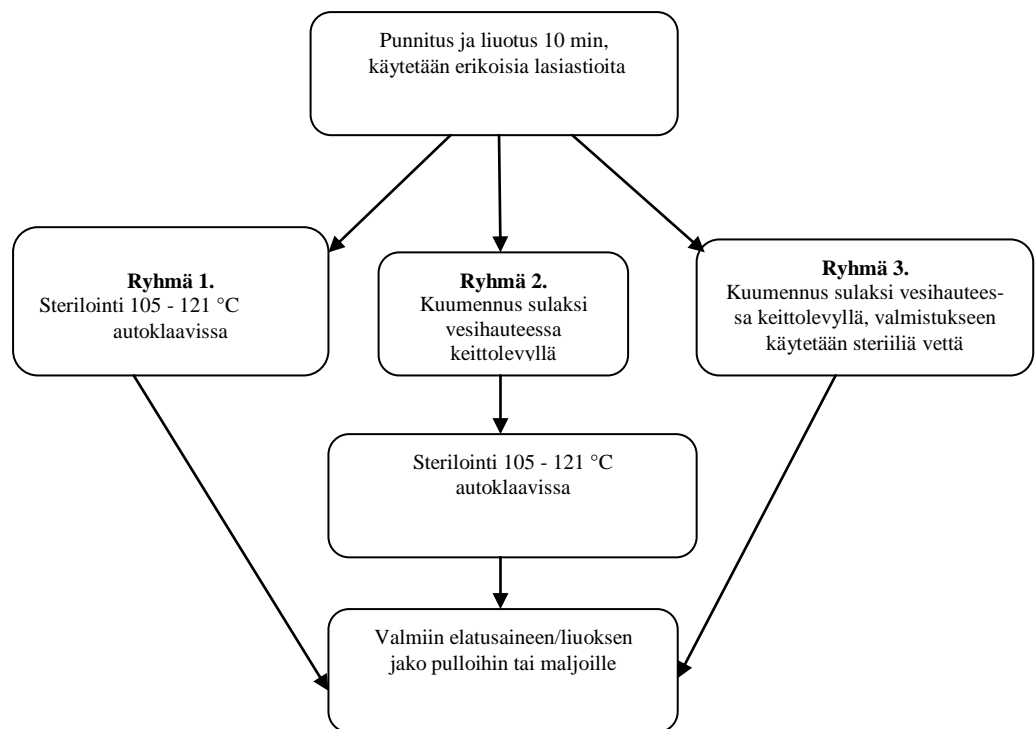 Punnitus ja liuotus 10 min,
käytetään erikoisia lasiastioita
Ryhmä 1.
Sterilointi 105 - 121 °C
autoklaavissa
Ryhmä 2.
Kuumennus sulaksi
vesihauteessa
keittolevyllä
Ryhmä 3.
Kuumennus sulaksi vesihautees-
sa keittolevyllä, valmistukseen
käytetään steriiliä vettä
Sterilointi 105 - 121 °C
autoklaavissa
Valmiin elatusaineen/liuoksen
jako pulloihin tai maljoille